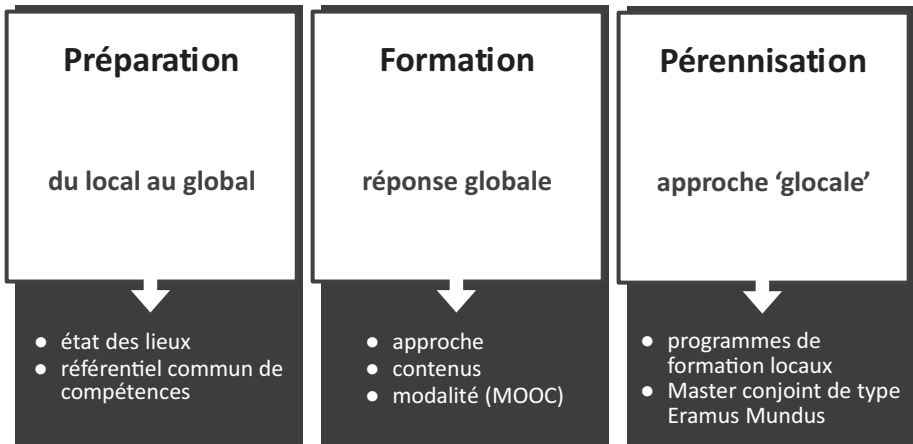 Préparation
du local au global
● état des lieux
● référentiel commun de
compétences
Formation
réponse globale
● approche
● contenus
● modalité (MOOC)
Pérennisation
approche ‘glocale’
● programmes de
formation locaux
● Master conjoint de type
Eramus Mundus